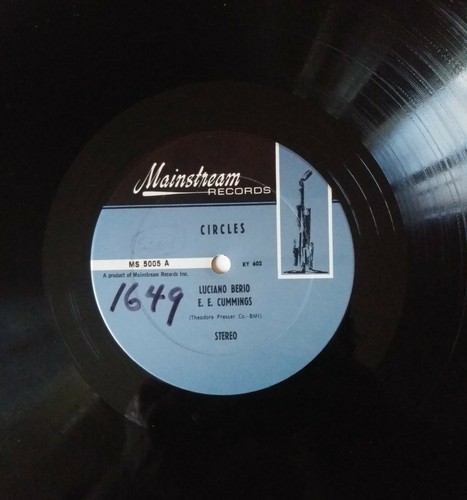 Mainstream
RECORDS
CIRCLES
MS 5005 A
XY 602
A product of Mainstream Records Inc.
LUCIANO BERIO
E. E. CUMMINGS
(Theodore Presser Co.-BMI)
STEREO
1649